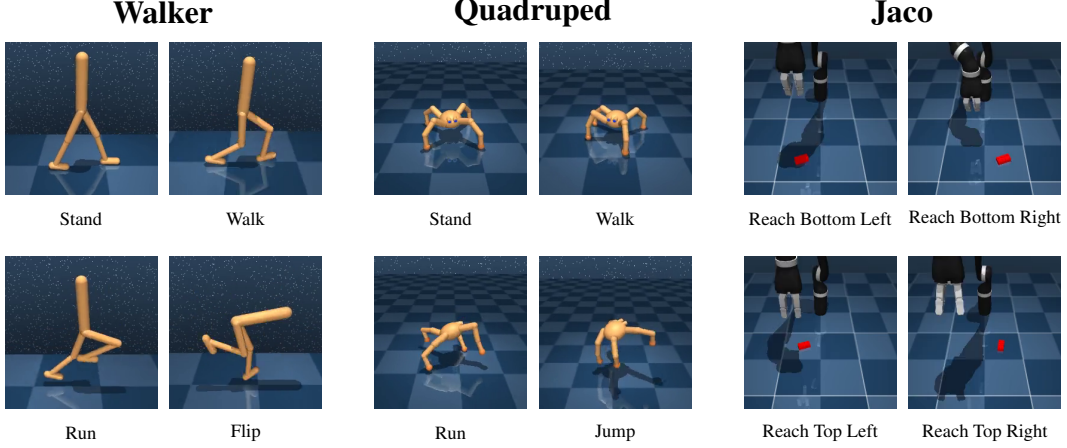 Walker
Quadruped
Jaco
Stand
Walk
Stand
Walk
Reach Bottom Left
Reach Bottom Right
Run
Flip
Run
Jump
Reach Top Left
Reach Top Right